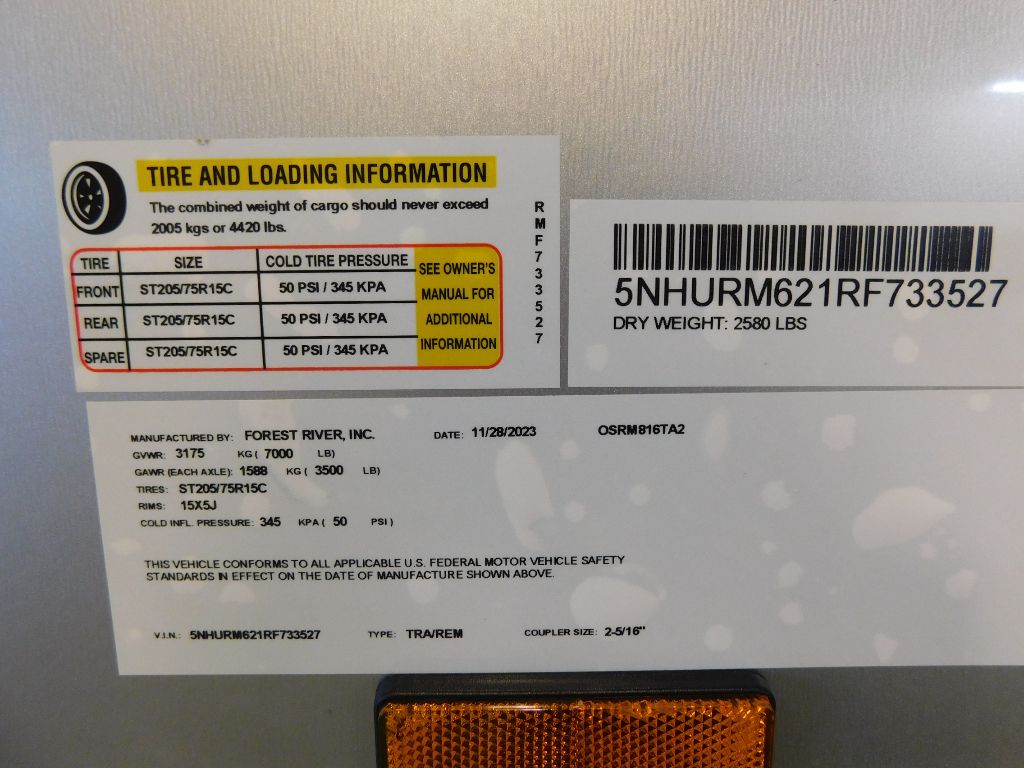 TIRE AND LOADING INFORMATION
The combined weight of cargo should never exceed
2005 kgs or 4420 lbs.
TIRE SIZE COLD TIRE PRESSURE SEE OWNER'S
FRONT ST205/75R15C 50 PSI / 345 KPA MANUAL FOR
REAR ST205/75R15C 50 PSI / 345 KPA ADDITIONAL
SPARE ST205/75R15C 50 PSI / 345 KPA INFORMATION
RMF733527
5NHURM621RF733527
DRY WEIGHT: 2580 LBS
MANUFACTURED BY: FOREST RIVER, INC. DATE: 11/28/2023 OSRM816TA2
GVWR: 3175 KG ( 7000 LB)
GAWR (EACH AXLE): 1588 KG ( 3500 LB)
TIRES: ST205/75R15C
RIMS: 15X5J
COLD INFL. PRESSURE: 345 KPA ( 50 PSI )
THIS VEHICLE CONFORMS TO ALL APPLICABLE U.S. FEDERAL MOTOR VEHICLE SAFETY
STANDARDS IN EFFECT ON THE DATE OF MANUFACTURE SHOWN ABOVE.
V.I.N.: 5NHURM621RF733527 TYPE: TRA/REM COUPLER SIZE: 2-5/16"